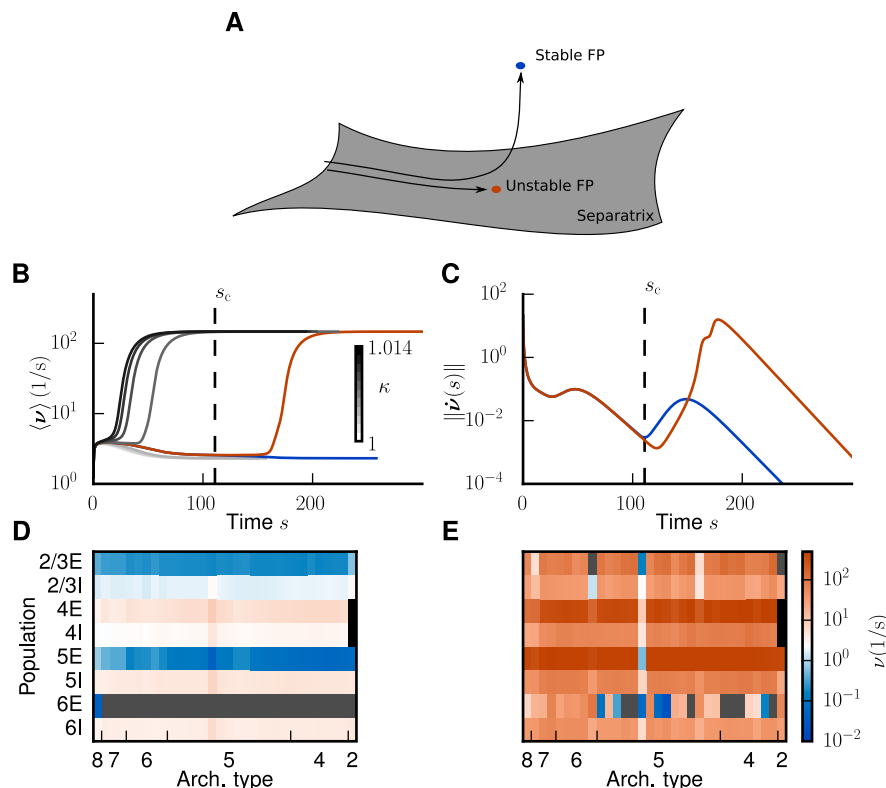 A
Stable FP
Unstable FP
Separatrix
B
s_c
⟨ν⟩ (1/s)
10^2
10^1
10^0
1.014
κ
1
0 100 200
Time s
C
s_c
||ν̇(s)||
10^2
10^0
10^-2
10^-4
0 100 200
Time s
D
Population
2/3E
2/3I
4E
4I
5E
5I
6E
6I
8 7 6 5 4 2
Arch. type
E
8 7 6 5 4 2
Arch. type
10^2
10^1
10^0
10^-1
10^-2
ν(1/s)